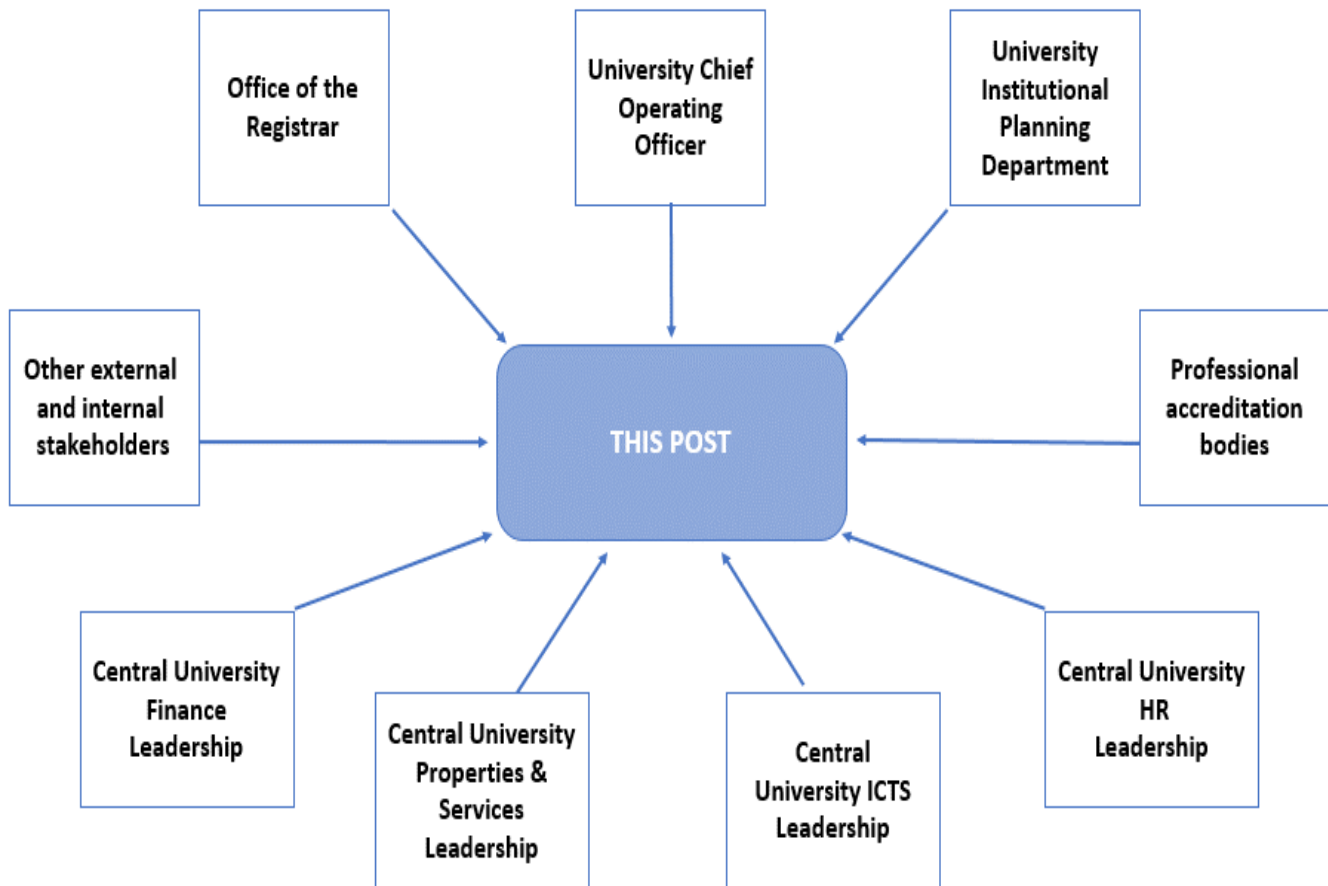 Office of the
Registrar
University Chief
Operating
Officer
University
Institutional
Planning
Department
Other external
and internal
stakeholders
THIS POST
Professional
accreditation
bodies
Central University
Finance
Leadership
Central University
Properties &
Services
Leadership
Central
University ICTS
Leadership
Central University
HR
Leadership